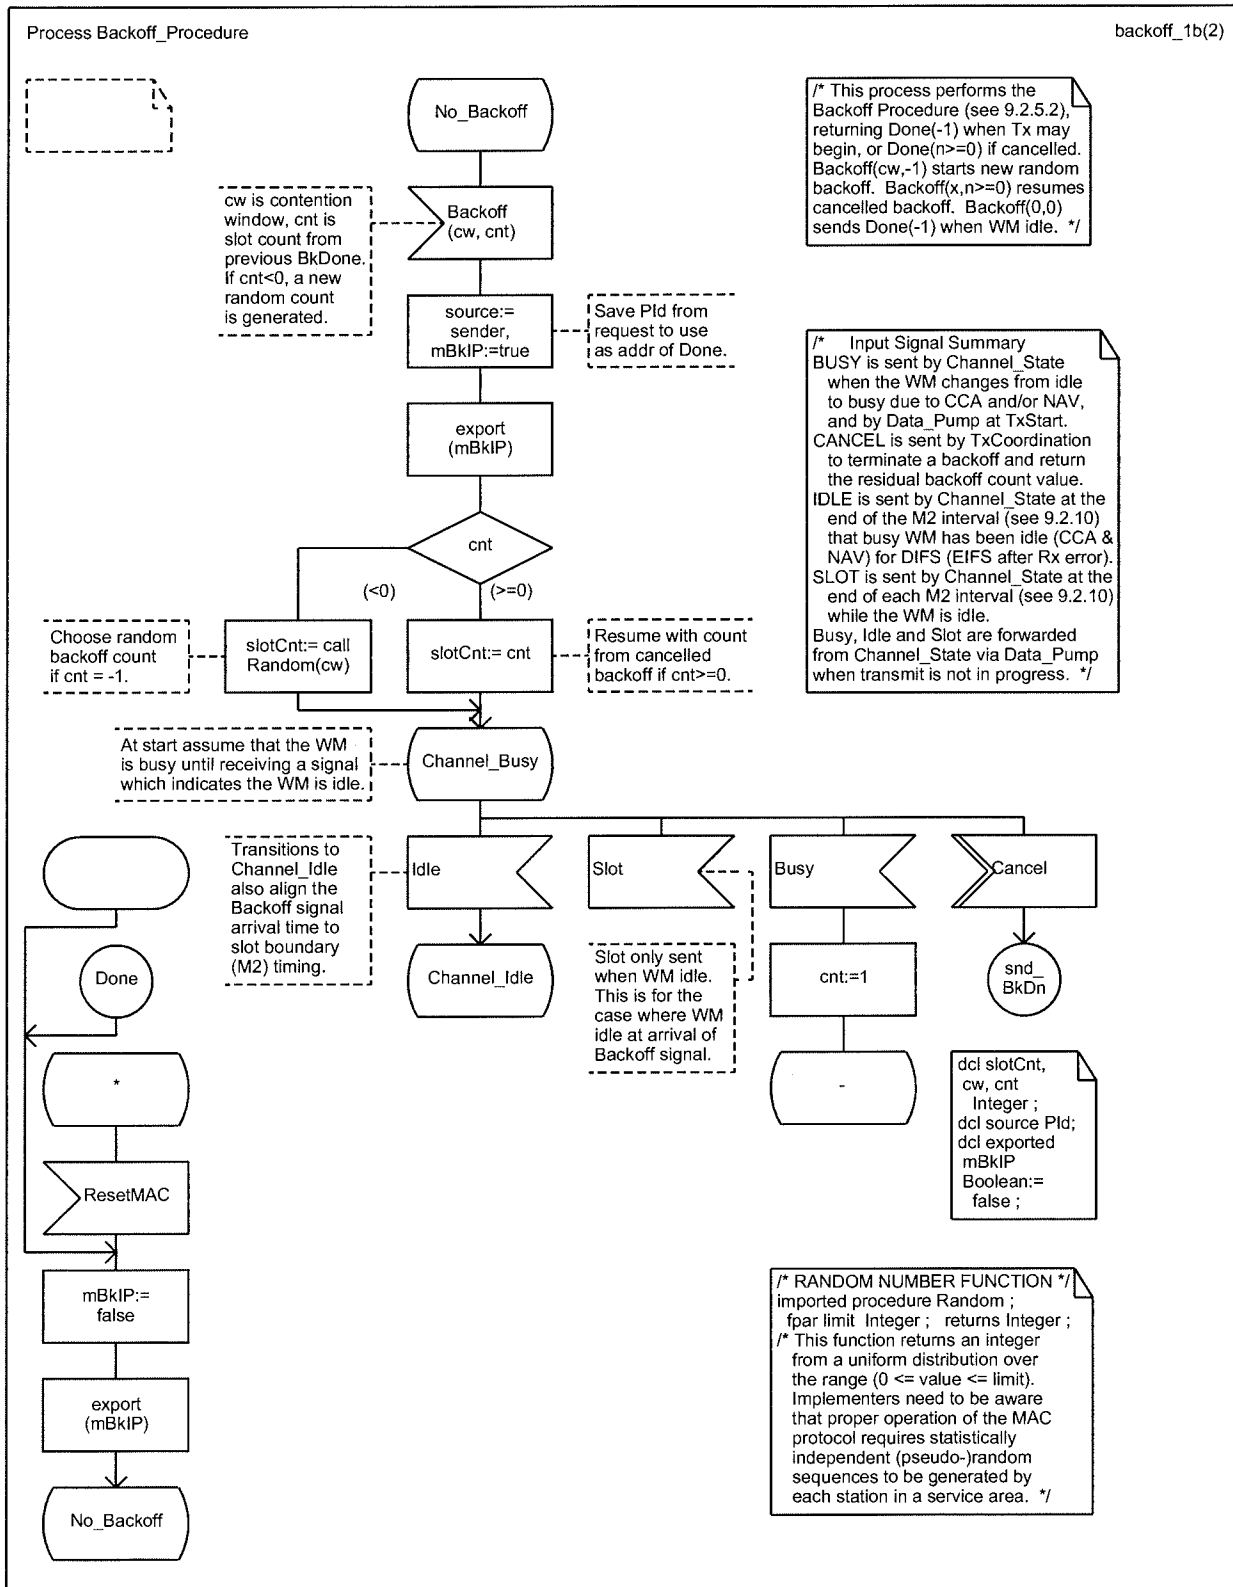 Process Backoff_Procedure
backoff_1b(2)
No_Backoff
/* This process performs the
Backoff Procedure (see 9.2.5.2),
returning Done(-1) when Tx may
begin, or Done(n>=0) if cancelled.
Backoff(cw,-1) starts new random
backoff. Backoff(x,n>=0) resumes
cancelled backoff. Backoff(0,0)
sends Done(-1) when WM idle. */
cw is contention
window, cnt is
slot count from
previous BkDone.
If cnt<0, a new
random count
is generated.
Backoff
(cw, cnt)
source:=
sender,
mBkIP:=true
Save PId from
request to use
as addr of Done.
/* Input Signal Summary
BUSY is sent by Channel_State
when the WM changes from idle
to busy due to CCA and/or NAV,
and by Data_Pump at TxStart.
CANCEL is sent by TxCoordination
to terminate a backoff and return
the residual backoff count value.
IDLE is sent by Channel_State at the
end of the M2 interval (see 9.2.10)
that busy WM has been idle (CCA &
NAV) for DIFS (EIFS after Rx error).
SLOT is sent by Channel_State at the
end of each M2 interval (see 9.2.10)
while the WM is idle.
Busy, Idle and Slot are forwarded
from Channel_State via Data_Pump
when transmit is not in progress. */
export
(mBkIP)
cnt
(<0)
(>=0)
Choose random
backoff count
if cnt = -1.
slotCnt:= call
Random(cw)
slotCnt:= cnt
Resume with count
from cancelled
backoff if cnt>=0.
At start assume that the WM
is busy until receiving a signal
which indicates the WM is idle.
Channel_Busy
Transitions to
Channel_Idle
also align the
Backoff signal
arrival time to
slot boundary
(M2) timing.
Idle
Slot
Busy
Cancel
Channel_Idle
Slot only sent
when WM idle.
This is for the
case where WM
idle at arrival of
Backoff signal.
cnt:=1
snd_
BkDn
-
Done
*
ResetMAC
mBkIP:=
false
export
(mBkIP)
No_Backoff
dcl slotCnt,
cw, cnt
Integer ;
dcl source PId;
dcl exported
mBkIP
Boolean:=
false ;
/* RANDOM NUMBER FUNCTION */
imported procedure Random ;
fpar limit Integer ; returns Integer ;
/* This function returns an integer
from a uniform distribution over
the range (0 <= value <= limit).
Implementers need to be aware
that proper operation of the MAC
protocol requires statistically
independent (pseudo-)random
sequences to be generated by
each station in a service area. */